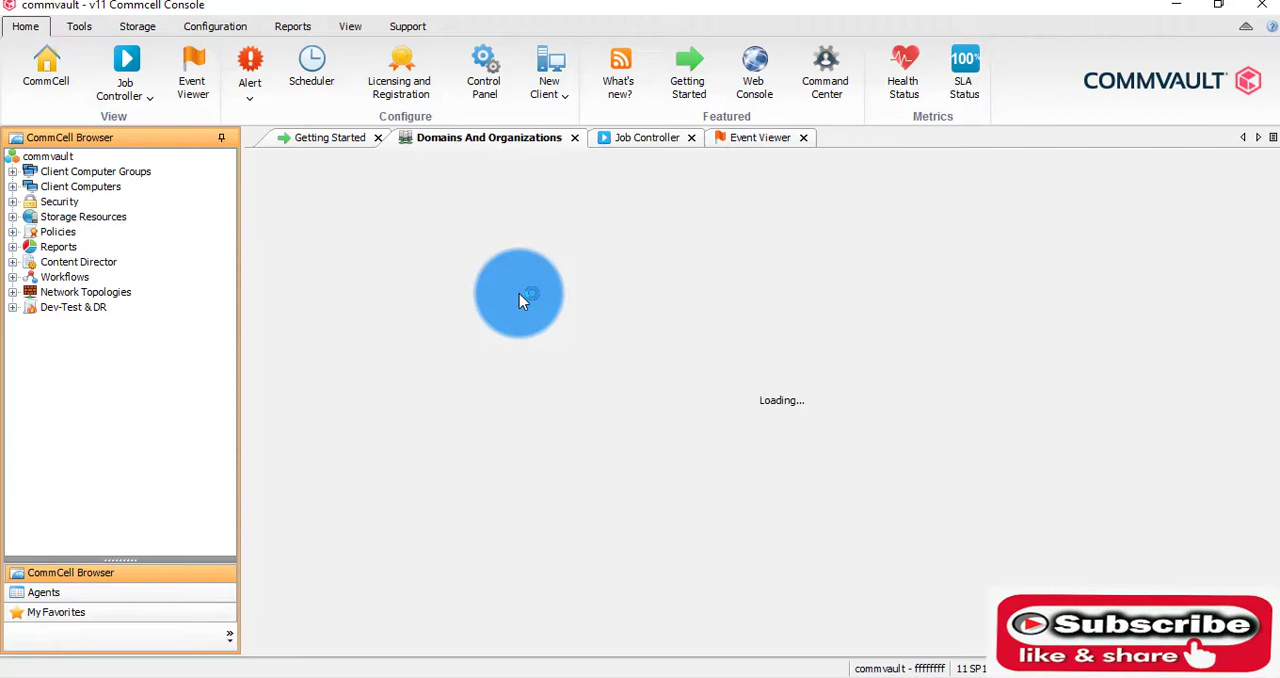 commvault - v11 Commcell Console
Home Tools Storage Configuration Reports View Support
CommCell
Job Controller
Event Viewer
View
Alert
Scheduler
Licensing and Registration
Control Panel
New Client
Configure
What's new?
Getting Started
Web Console
Command Center
Featured
Health Status
100%
SLA Status
Metrics
COMMVAULT
CommCell Browser
Getting Started
Domains And Organizations
Job Controller
Event Viewer
commvault
Client Computer Groups
Client Computers
Security
Storage Resources
Policies
Reports
Content Director
Workflows
Network Topologies
Dev-Test & DR
Loading...
CommCell Browser
Agents
My Favorites
Subscribe
like & share
commvault - ffffffff
11 SP1